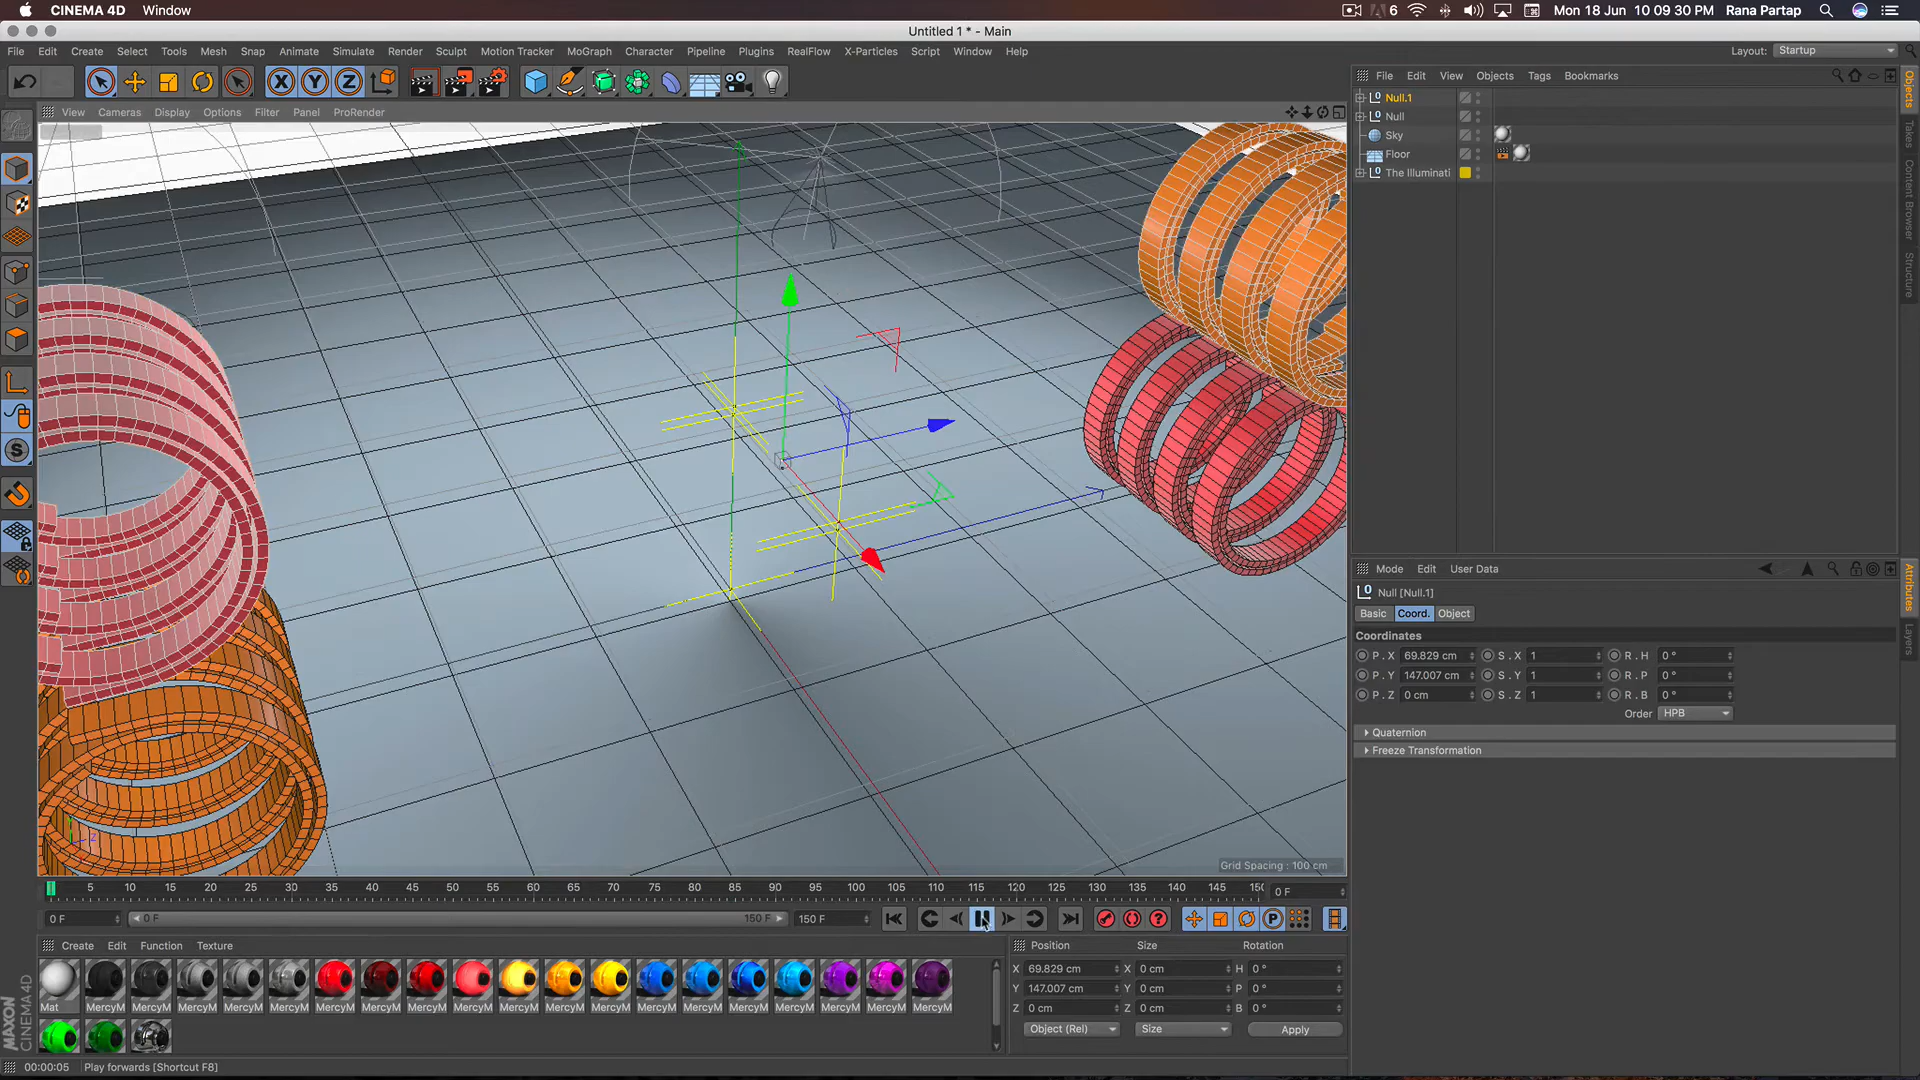 CINEMA 4D Window
6 Mon 18 Jun 10 09 30 PM Rana Partap
Untitled 1 * - Main
File Edit Create Select Tools Mesh Snap Animate Simulate Render Sculpt Motion Tracker MoGraph Character Pipeline Plugins RealFlow X-Particles Script Window Help
Layout: Startup
File Edit View Objects Tags Bookmarks
View Cameras Display Options Filter Panel ProRender
Null.1
Null
Sky
Floor
The Illuminati
Objects
Takes
Content Browser
Structure
Mode Edit User Data
Null [Null.1]
Basic Coord. Object
Coordinates
P . X 69.829 cm S . X 1 R . H 0 °
P . Y 147.007 cm S . Y 1 R . P 0 °
P . Z 0 cm S . Z 1 R . B 0 °
Order HPB
Quaternion
Freeze Transformation
Attributes
Layers
Z
Grid Spacing : 100 cm
5 10 15 20 25 30 35 40 45 50 55 60 65 70 75 80 85 90 95 100 105 110 115 120 125 130 135 140 145 0 F
0 F 0 F 150 F 150 F
Create Edit Function Texture
Mat MercyM MercyM MercyM MercyM MercyM MercyM MercyM MercyM MercyM MercyM MercyM MercyM MercyM MercyM MercyM MercyM MercyM MercyM MercyM
Position Size Rotation
X 69.829 cm X 0 cm H 0 °
Y 147.007 cm Y 0 cm P 0 °
Z 0 cm Z 0 cm B 0 °
Object (Rel) Size Apply
MAXON
CINEMA 4D
00:00:05 Play forwards [Shortcut F8]